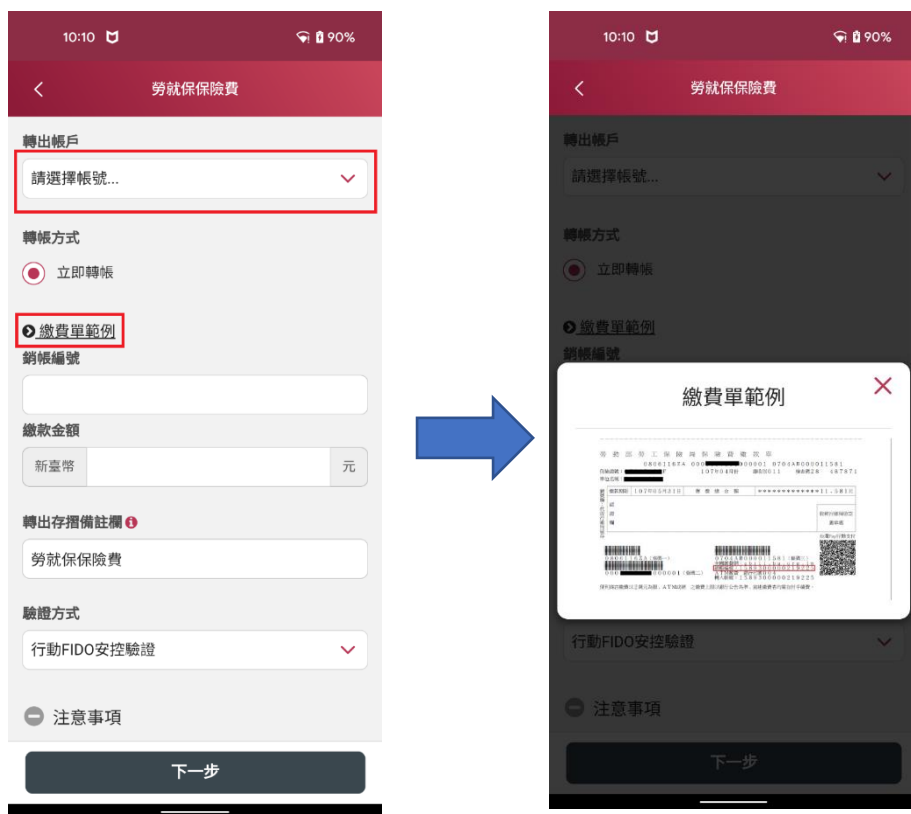 10:10 90%
勞就保保險費
轉出帳戶
請選擇帳號...
轉帳方式
立即轉帳
繳費單範例
銷帳編號
繳款金額
新臺幣 元
轉出存摺備註欄
勞就保保險費
驗證方式
行動FIDO安控驗證
注意事項
下一步
10:10 90%
勞就保保險費
轉出帳戶
請選擇帳號...
轉帳方式
立即轉帳
繳費單範例
銷帳編號
繳費單範例
行動FIDO安控驗證
注意事項
下一步